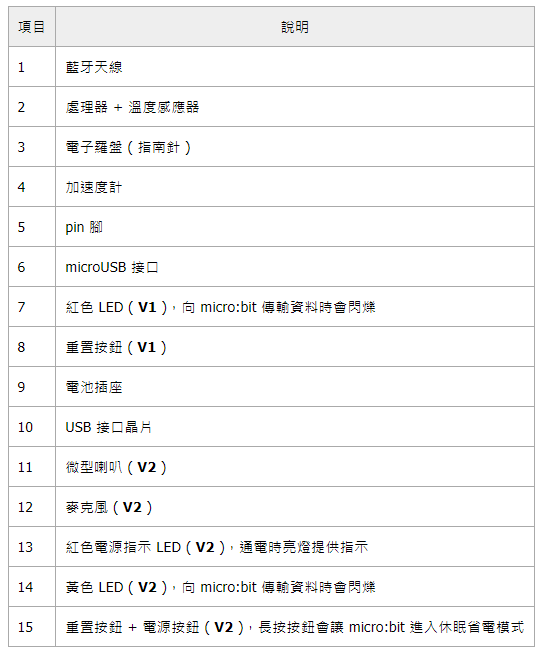 項目 說明
1 藍牙天線
2 處理器 + 溫度感應器
3 電子羅盤 ( 指南針 )
4 加速度計
5 pin 腳
6 microUSB 接口
7 紅色 LED ( V1 )，向 micro:bit 傳輸資料時會閃爍
8 重置按鈕 ( V1 )
9 電池插座
10 USB 接口晶片
11 微型喇叭 ( V2 )
12 麥克風 ( V2 )
13 紅色電源指示 LED ( V2 )，通電時亮燈提供指示
14 黃色 LED ( V2 )，向 micro:bit 傳輸資料時會閃爍
15 重置按鈕 + 電源按鈕 ( V2 )，長按按鈕會讓 micro:bit 進入休眠省電模式